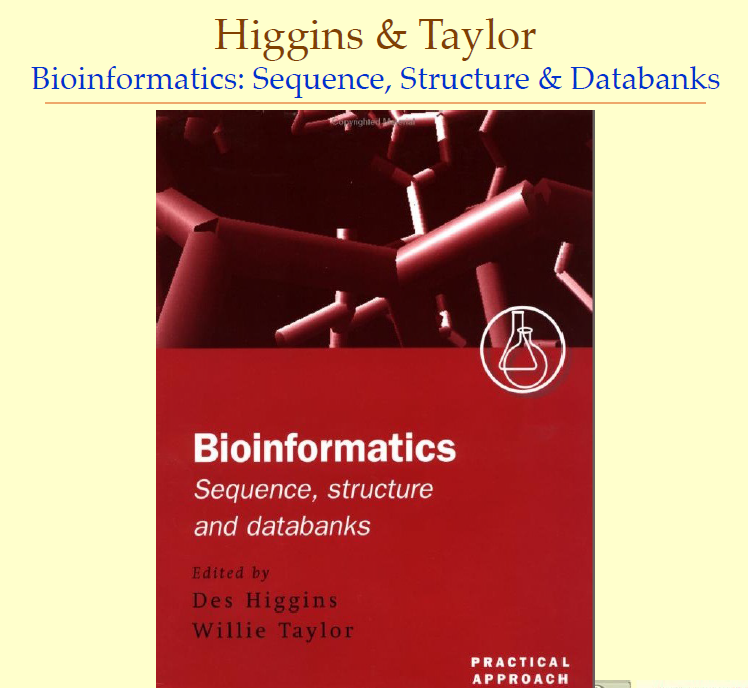 Higgins & Taylor
Bioinformatics: Sequence, Structure & Databanks
Copyrighted Material
Bioinformatics
Sequence, structure
and databanks
Edited by
Des Higgins
Willie Taylor
PRACTICAL
APPROACH